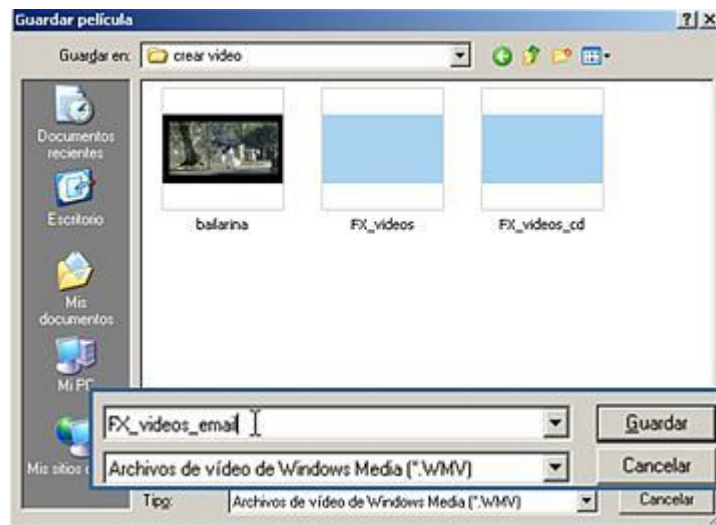 Guardar película
Guardar en: crear video
Documentos
recientes
Escritorio
Mis
documentos
Mi PC
Mis sitios
bailarina
FX_videos
FX_videos_cd
FX_videos_email
Guardar
Archivos de vídeo de Windows Media (*.WMV)
Cancelar
Tipo: Archivos de vídeo de Windows Media (*.WMV)
Cancelar